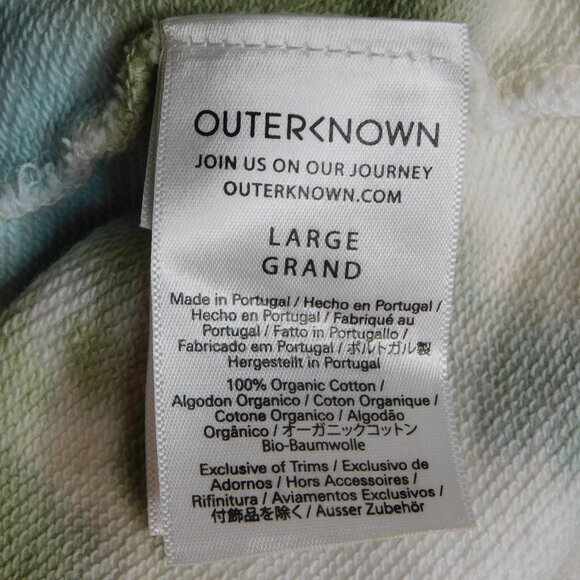 OUTERKNOWN
JOIN US ON OUR JOURNEY
OUTERKNOWN.COM
LARGE
GRAND
Made in Portugal / Hecho en Portugal /
Hecho en Portugal / Fabriqué au
Portugal / Fatto in Portugallo /
Fabricado em Portugal / ポルトガル製
Hergestellt in Portugal
100% Organic Cotton /
Algodon Organico / Coton Organique /
Cotone Organico / Algodão
Orgânico / オーガニックコットン
Bio-Baumwolle
Exclusive of Trims / Exclusivo de
Adornos / Hors Accessoires /
Rifinitura / Aviamentos Exclusivos /
付飾品を除く / Ausser Zubehör